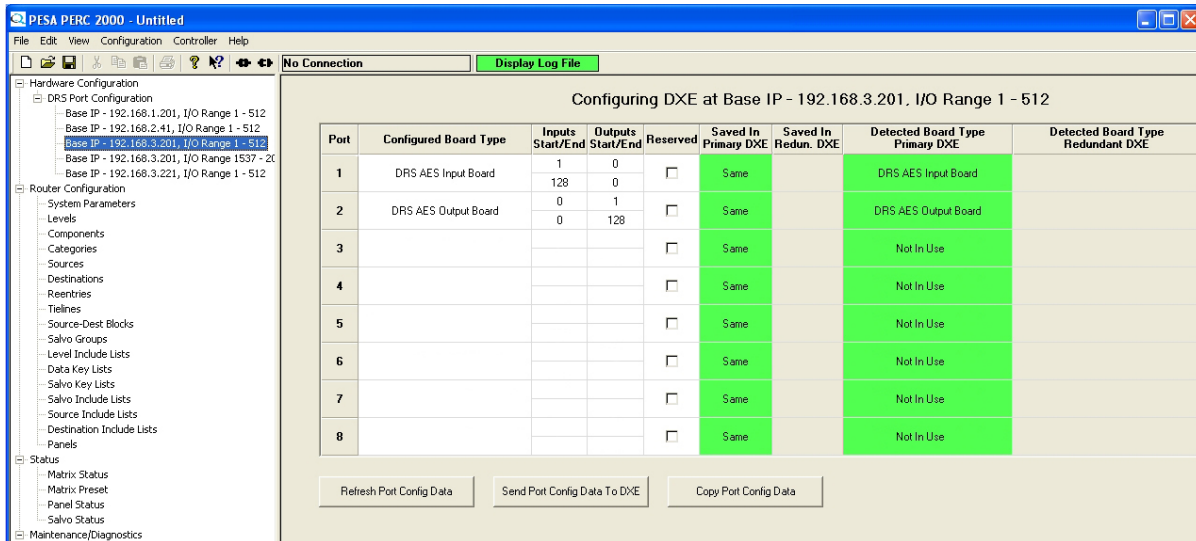 PESA PERC 2000 - Untitled
File Edit View Configuration Controller Help
No Connection Display Log File
Hardware Configuration
DRS Port Configuration
Base IP - 192.168.1.201, I/O Range 1 - 512
Base IP - 192.168.2.41, I/O Range 1 - 512
Base IP - 192.168.3.201, I/O Range 1 - 512
Base IP - 192.168.3.201, I/O Range 1537 - 20
Base IP - 192.168.3.221, I/O Range 1 - 512
Router Configuration
System Parameters
Levels
Components
Categories
Sources
Destinations
Reentries
Tielines
Source-Dest Blocks
Salvo Groups
Level Include Lists
Data Key Lists
Salvo Key Lists
Salvo Include Lists
Source Include Lists
Destination Include Lists
Panels
Status
Matrix Status
Matrix Preset
Panel Status
Salvo Status
Maintenance/Diagnostics
Configuring DXE at Base IP - 192.168.3.201, I/O Range 1 - 512
Port Configured Board Type Inputs Start/End Outputs Start/End Reserved Saved In Primary DXE Saved In Redun. DXE Detected Board Type Primary DXE Detected Board Type Redundant DXE
1 DRS AES Input Board 1 0 Same DRS AES Input Board
128 0
2 DRS AES Output Board 0 1 Same DRS AES Output Board
0 128
3 Same Not In Use
4 Same Not In Use
5 Same Not In Use
6 Same Not In Use
7 Same Not In Use
8 Same Not In Use
Refresh Port Config Data Send Port Config Data To DXE Copy Port Config Data